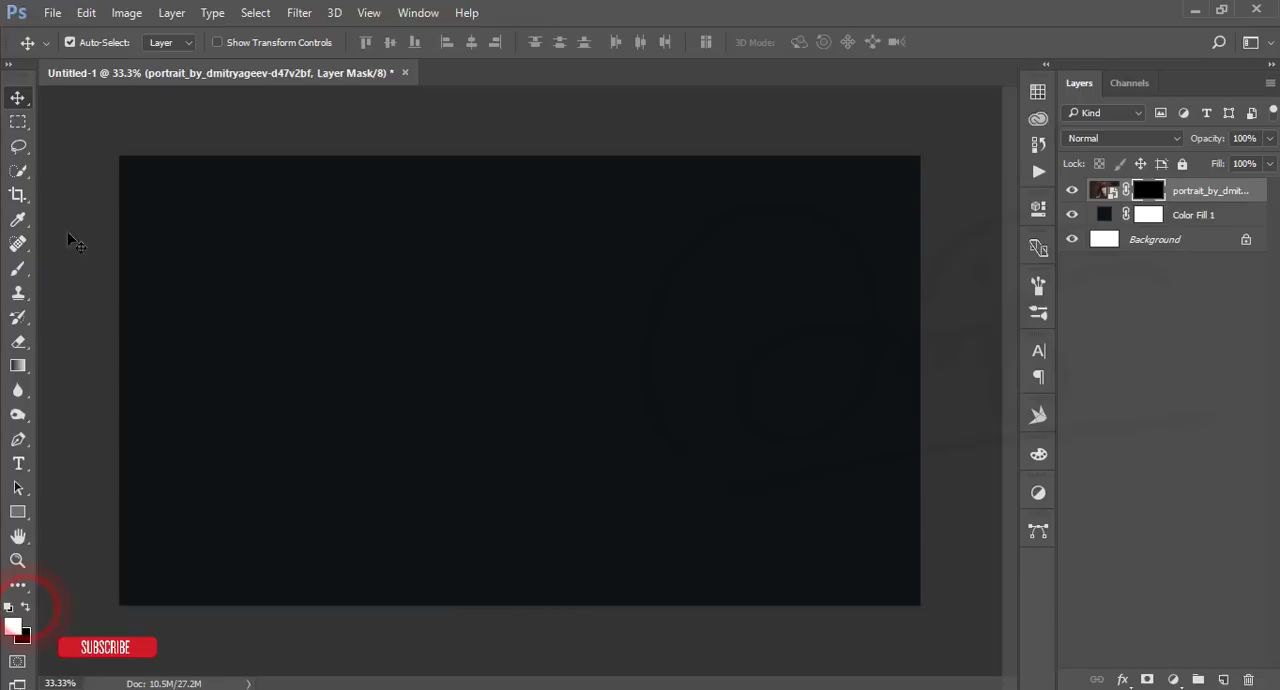 Ps File Edit Image Layer Type Select Filter 3D View Window Help
Auto-Select: Layer Show Transform Controls 3D Mode:
Untitled-1 @ 33.3% (portrait_by_dmitryageev-d47v2bf, Layer Mask/8) *
Layers Channels
Kind
Normal Opacity: 100%
Lock: Fill: 100%
portrait_by_dmit...
Color Fill 1
Background
SUBSCRIBE
33.33% Doc: 10.5M/27.2M